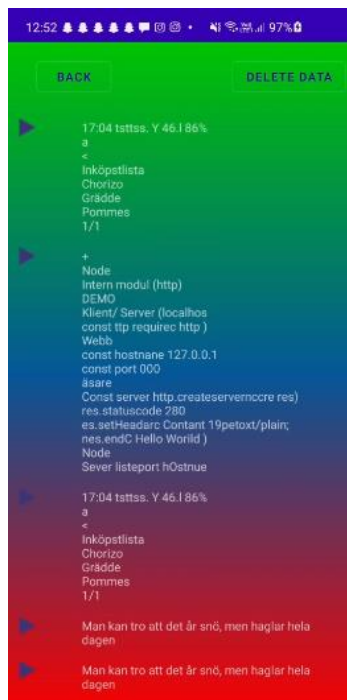 12:52 97%
BACK DELETE DATA
17:04 tsttss. Y 46.l 86%
a
<
Inköpstlista
Chorizo
Grädde
Pommes
1/1
+
Node
Intern modul (http)
DEMO
Klient/ Server (localhos
const ttp requirec http )
Webb
const hostnane 127.0.0.1
const port 000
äsare
Const server http.createservernccre res)
res.statuscode 280
es.setHeadarc Contant 19petoxt/plain;
nes.endC Hello Worild )
Node
Sever listeport hOstnue
17:04 tsttss. Y 46.l 86%
a
<
Inköpstlista
Chorizo
Grädde
Pommes
1/1
Man kan tro att det år snö, men haglar hela
dagen
Man kan tro att det år snö, men haglar hela
dagen